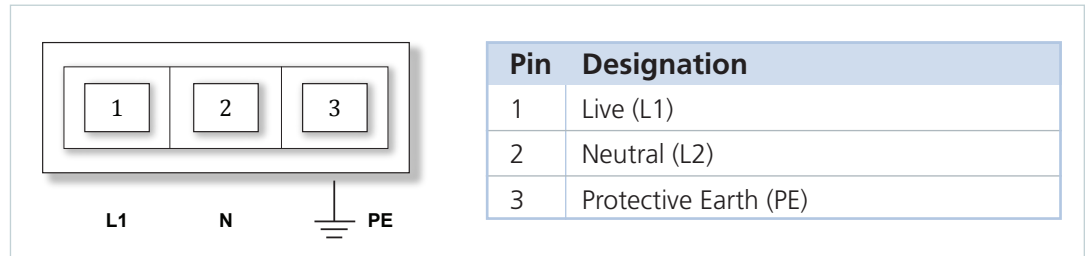 1 2 3
L1 N PE
Pin Designation
1 Live (L1)
2 Neutral (L2)
3 Protective Earth (PE)